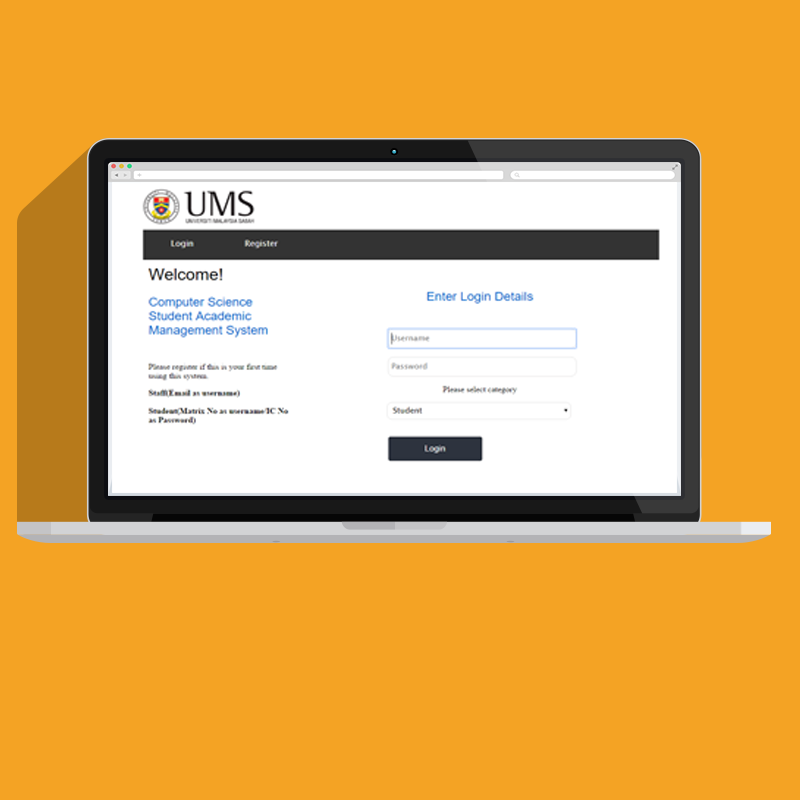 UMS
UNIVERSITI MALAYSIA SABAH
Login Register
Welcome!
Computer Science
Student Academic
Management System
Please register if this is your first time
using this system.
Staff(Email as username)
Student(Matrix No as username/IC No
as Password)
Enter Login Details
Username
Password
Please select category
Student
Login